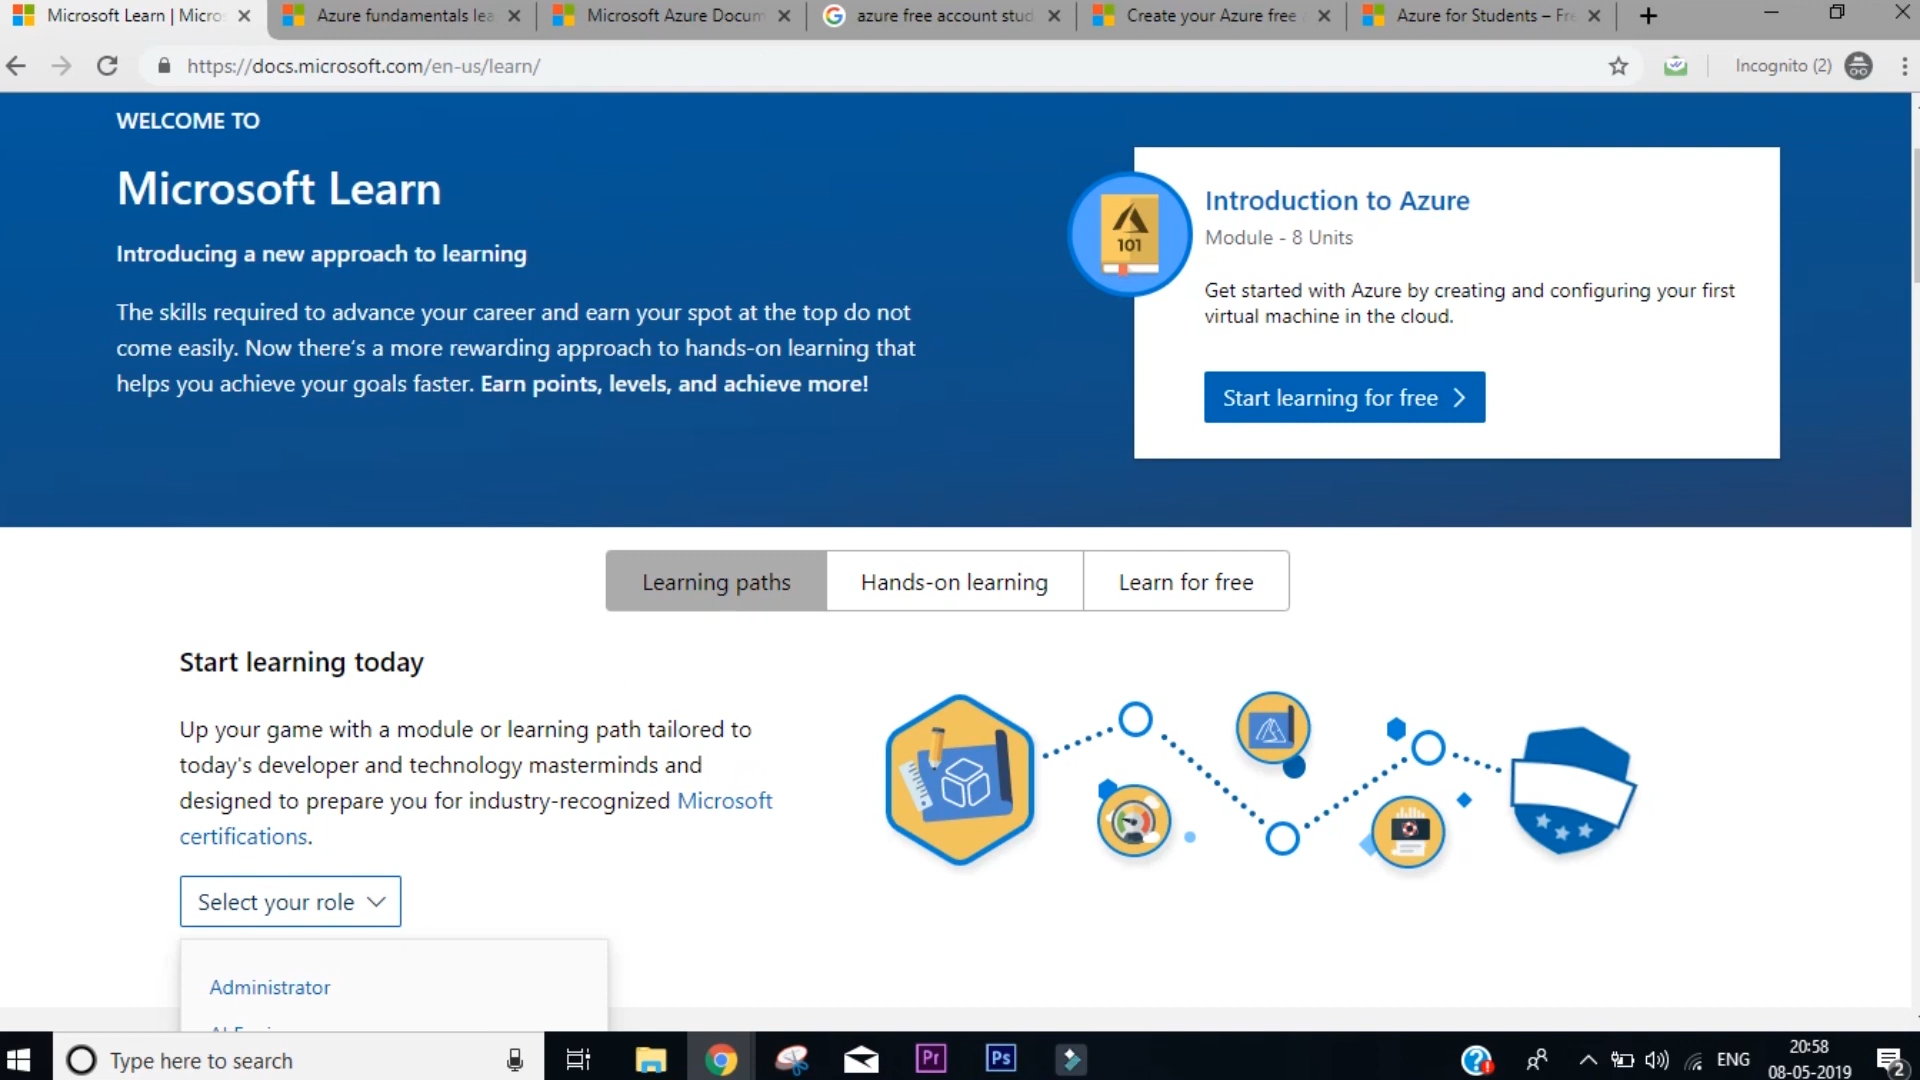 Microsoft Learn | Micros
Azure fundamentals lea
Microsoft Azure Docum
azure free account stud
Create your Azure free
Azure for Students – Fre
https://docs.microsoft.com/en-us/learn/
Incognito (2)
WELCOME TO
Microsoft Learn
Introducing a new approach to learning
The skills required to advance your career and earn your spot at the top do not
come easily. Now there's a more rewarding approach to hands-on learning that
helps you achieve your goals faster. Earn points, levels, and achieve more!
101
Introduction to Azure
Module - 8 Units
Get started with Azure by creating and configuring your first
virtual machine in the cloud.
Start learning for free
Learning paths
Hands-on learning
Learn for free
Start learning today
Up your game with a module or learning path tailored to
today's developer and technology masterminds and
designed to prepare you for industry-recognized Microsoft
certifications.
Select your role
Administrator
Type here to search
Pr
Ps
ENG
20:58
08-05-2019
2